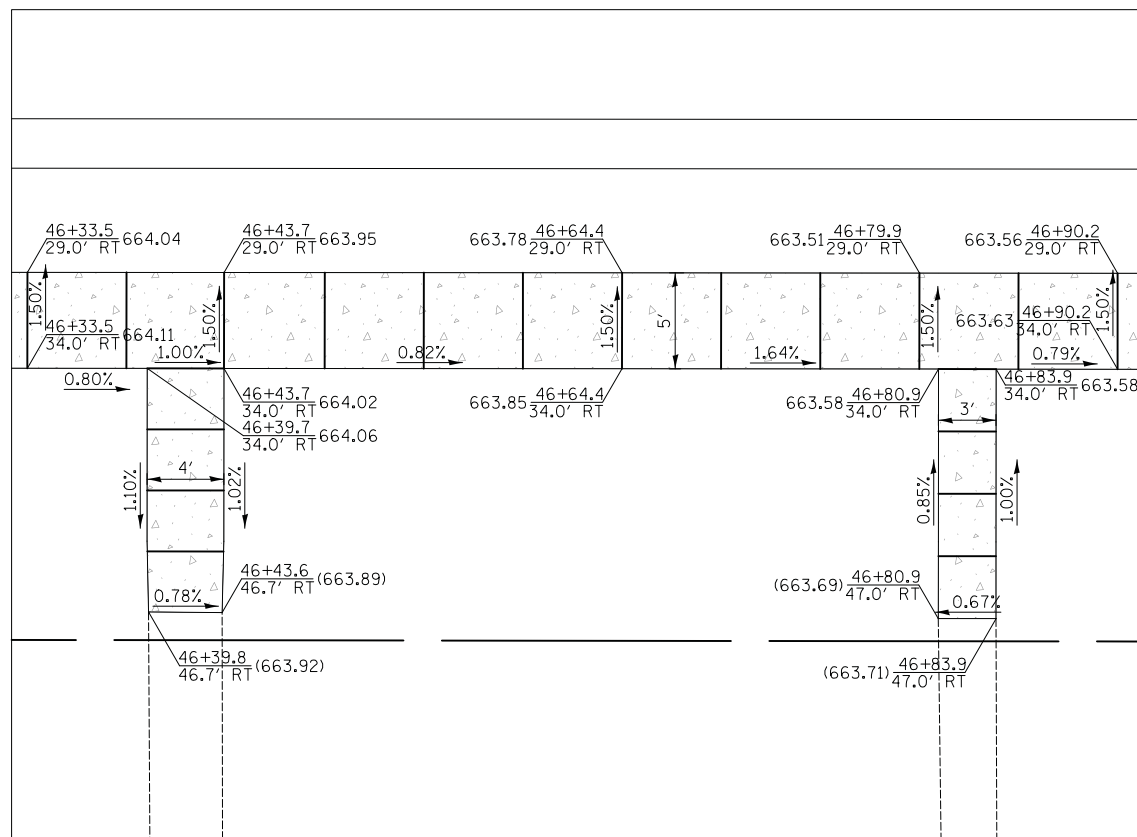 46+33.5
29.0' RT 664.04
46+43.7
29.0' RT 663.95
663.78 46+64.4
29.0' RT
663.51 46+79.9
29.0' RT
663.56 46+90.2
29.0' RT
1.50%
1.50%
1.50%
5'
1.50%
1.50%
46+33.5
34.0' RT 664.11
663.63 46+90.2
34.0' RT
1.00%
0.82%
1.64%
0.79%
0.80%
46+43.7
34.0' RT 664.02
46+39.7
34.0' RT 664.06
663.85 46+64.4
34.0' RT
663.58 46+80.9
34.0' RT
46+83.9
34.0' RT 663.58
3'
4'
1.10%
1.02%
0.85%
1.00%
46+43.6
46.7' RT (663.89)
(663.69) 46+80.9
47.0' RT
0.78%
0.67%
46+39.8
46.7' RT (663.92)
(663.71) 46+83.9
47.0' RT